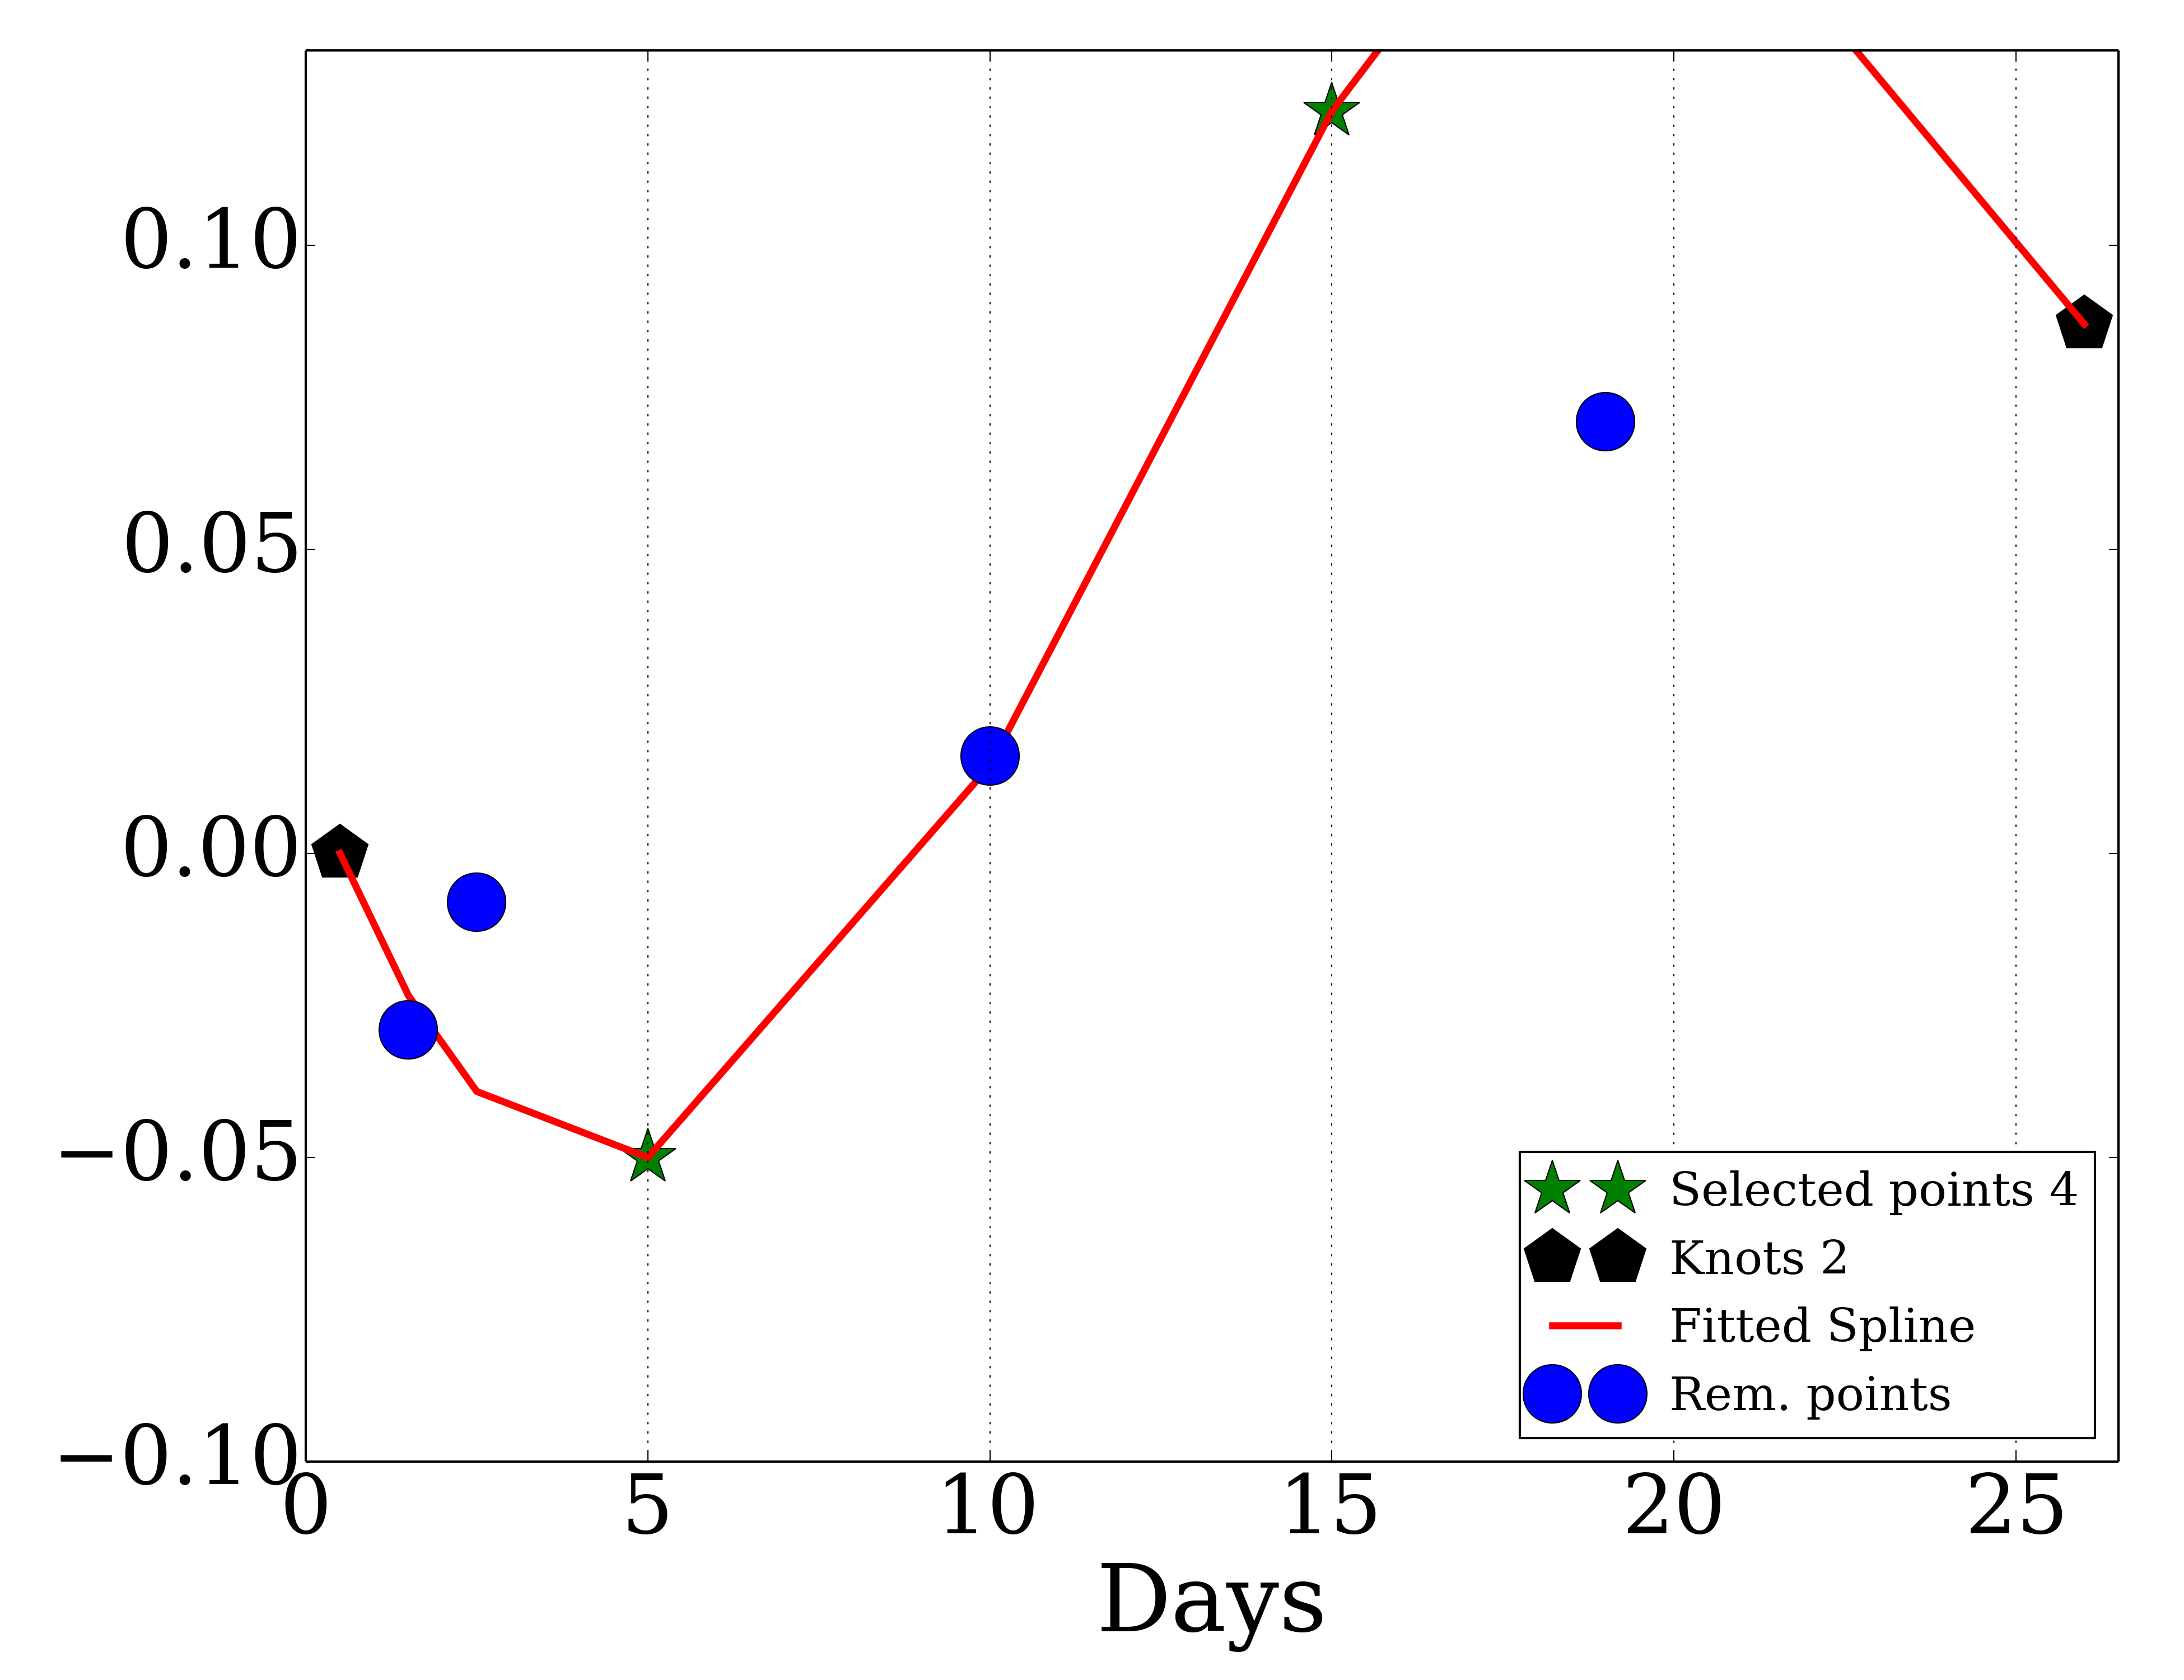 0.10
0.05
0.00
−0.05
−0.10
0 5 10 15 20 25
Days
Selected points 4
Knots 2
Fitted Spline
Rem. points